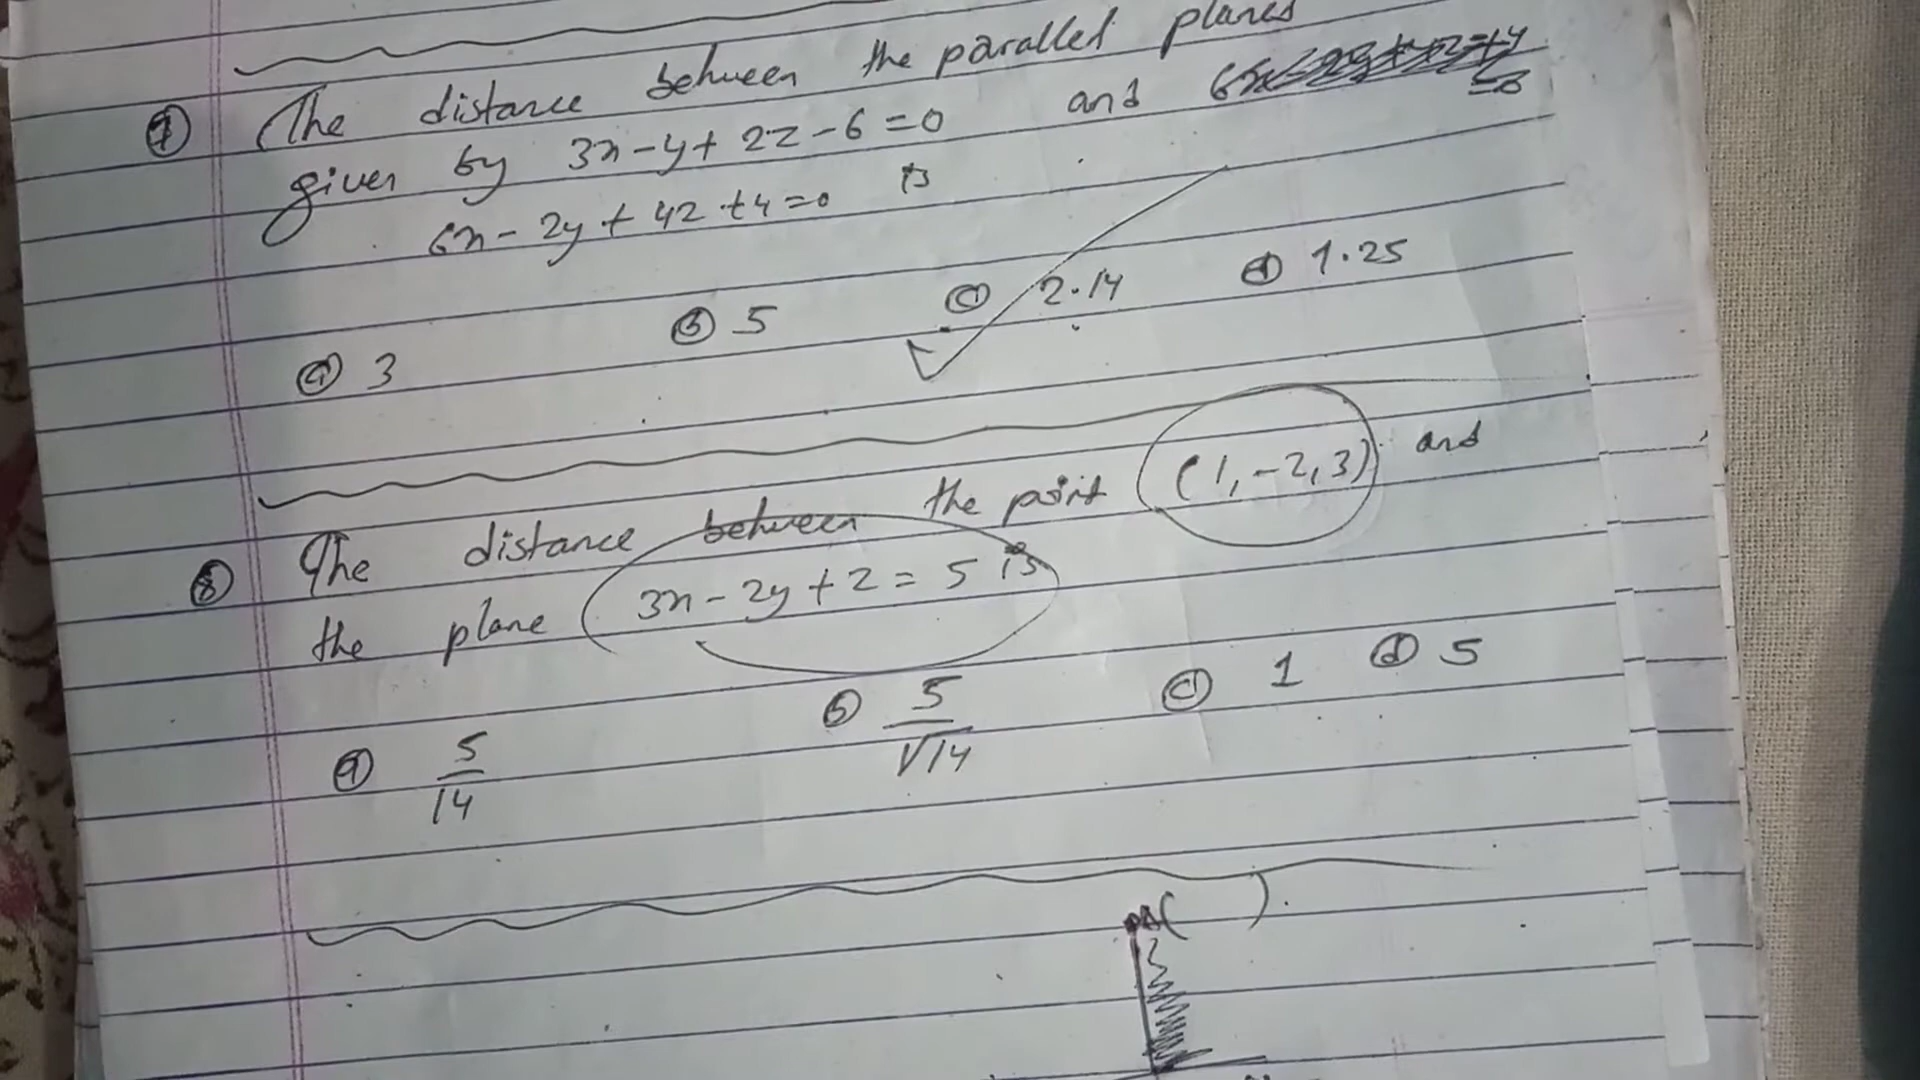 ⑦ The distance between the parallel planes
given by 3x-y+2z-6=0 and
6x-2y+4z+4=0 is
ⓐ 3 ⓑ 5 ⓒ 2.14 ⓓ 1.25
⑧ The distance between the point (1,-2,3) and
the plane 3x-2y+z=5 is
ⓐ 5/14 ⓑ 5/√14 ⓒ 1 ⓓ 5
A( ).